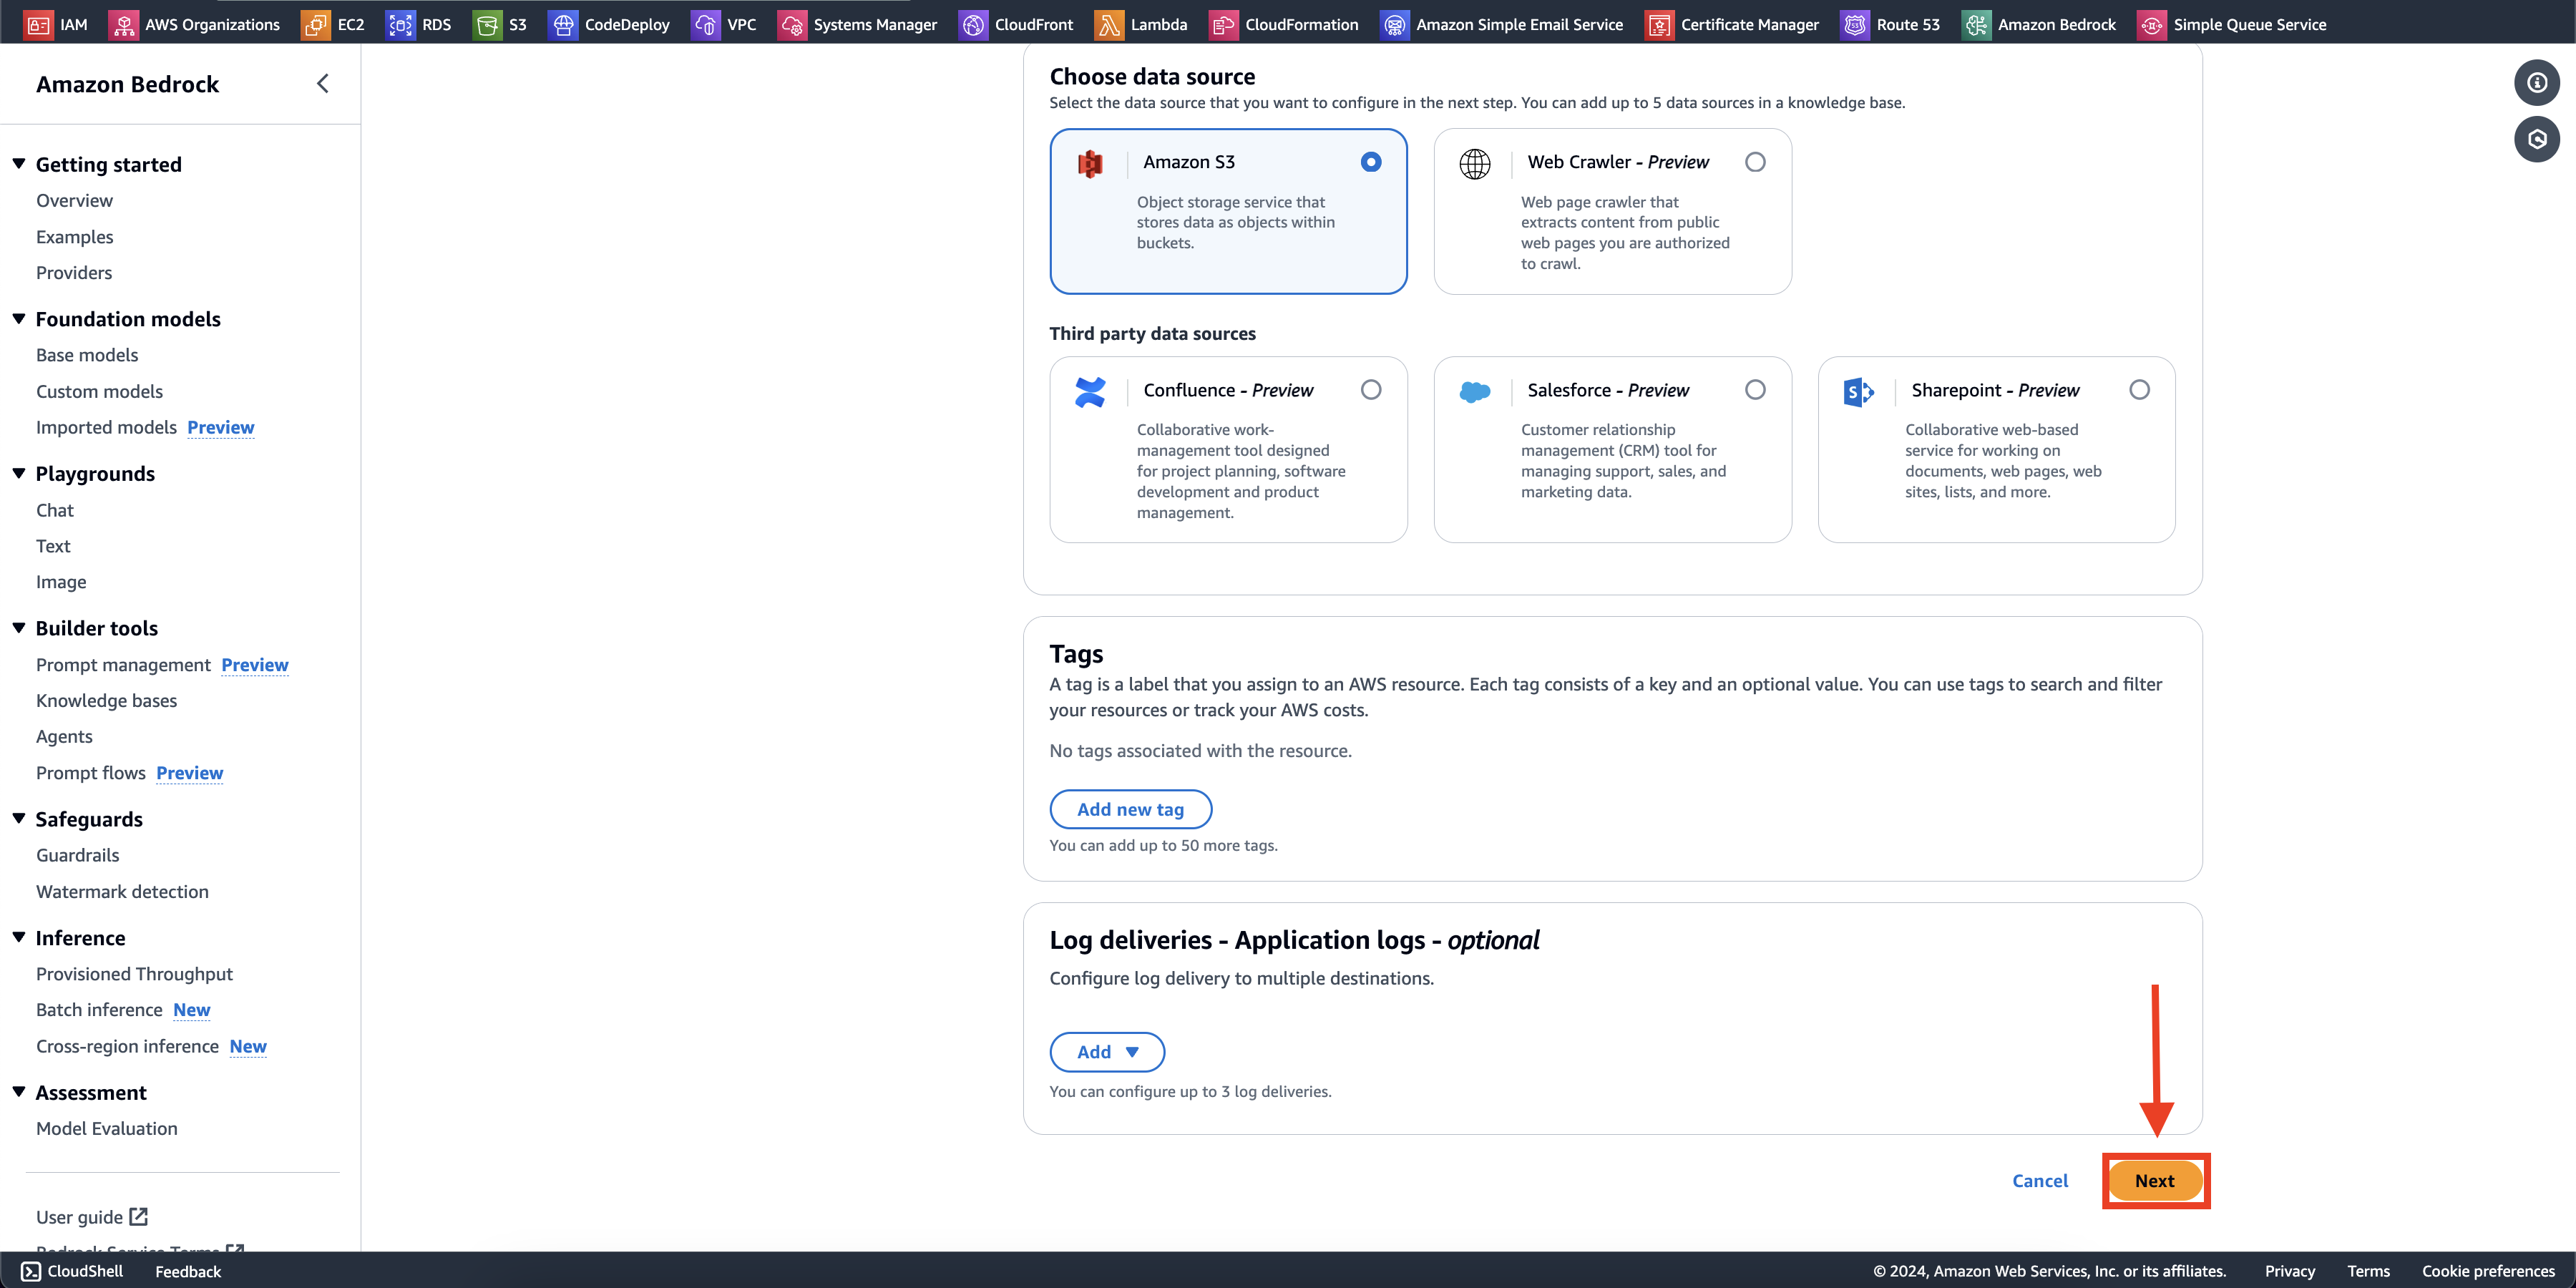 IAM AWS Organizations EC2 RDS S3 CodeDeploy VPC Systems Manager CloudFront Lambda CloudFormation Amazon Simple Email Service Certificate Manager Route 53 Amazon Bedrock Simple Queue Service
Amazon Bedrock
Getting started
Overview
Examples
Providers
Foundation models
Base models
Custom models
Imported models Preview
Playgrounds
Chat
Text
Image
Builder tools
Prompt management Preview
Knowledge bases
Agents
Prompt flows Preview
Safeguards
Guardrails
Watermark detection
Inference
Provisioned Throughput
Batch inference New
Cross-region inference New
Assessment
Model Evaluation
User guide
Bedrock Service Terms
Choose data source
Select the data source that you want to configure in the next step. You can add up to 5 data sources in a knowledge base.
Amazon S3
Object storage service that
stores data as objects within
buckets.
Web Crawler - Preview
Web page crawler that
extracts content from public
web pages you are authorized
to crawl.
Third party data sources
Confluence - Preview
Collaborative work-
management tool designed
for project planning, software
development and product
management.
Salesforce - Preview
Customer relationship
management (CRM) tool for
managing support, sales, and
marketing data.
Sharepoint - Preview
Collaborative web-based
service for working on
documents, web pages, web
sites, lists, and more.
Tags
A tag is a label that you assign to an AWS resource. Each tag consists of a key and an optional value. You can use tags to search and filter
your resources or track your AWS costs.
No tags associated with the resource.
Add new tag
You can add up to 50 more tags.
Log deliveries - Application logs - optional
Configure log delivery to multiple destinations.
Add
You can configure up to 3 log deliveries.
Cancel Next
CloudShell Feedback © 2024, Amazon Web Services, Inc. or its affiliates. Privacy Terms Cookie preferences